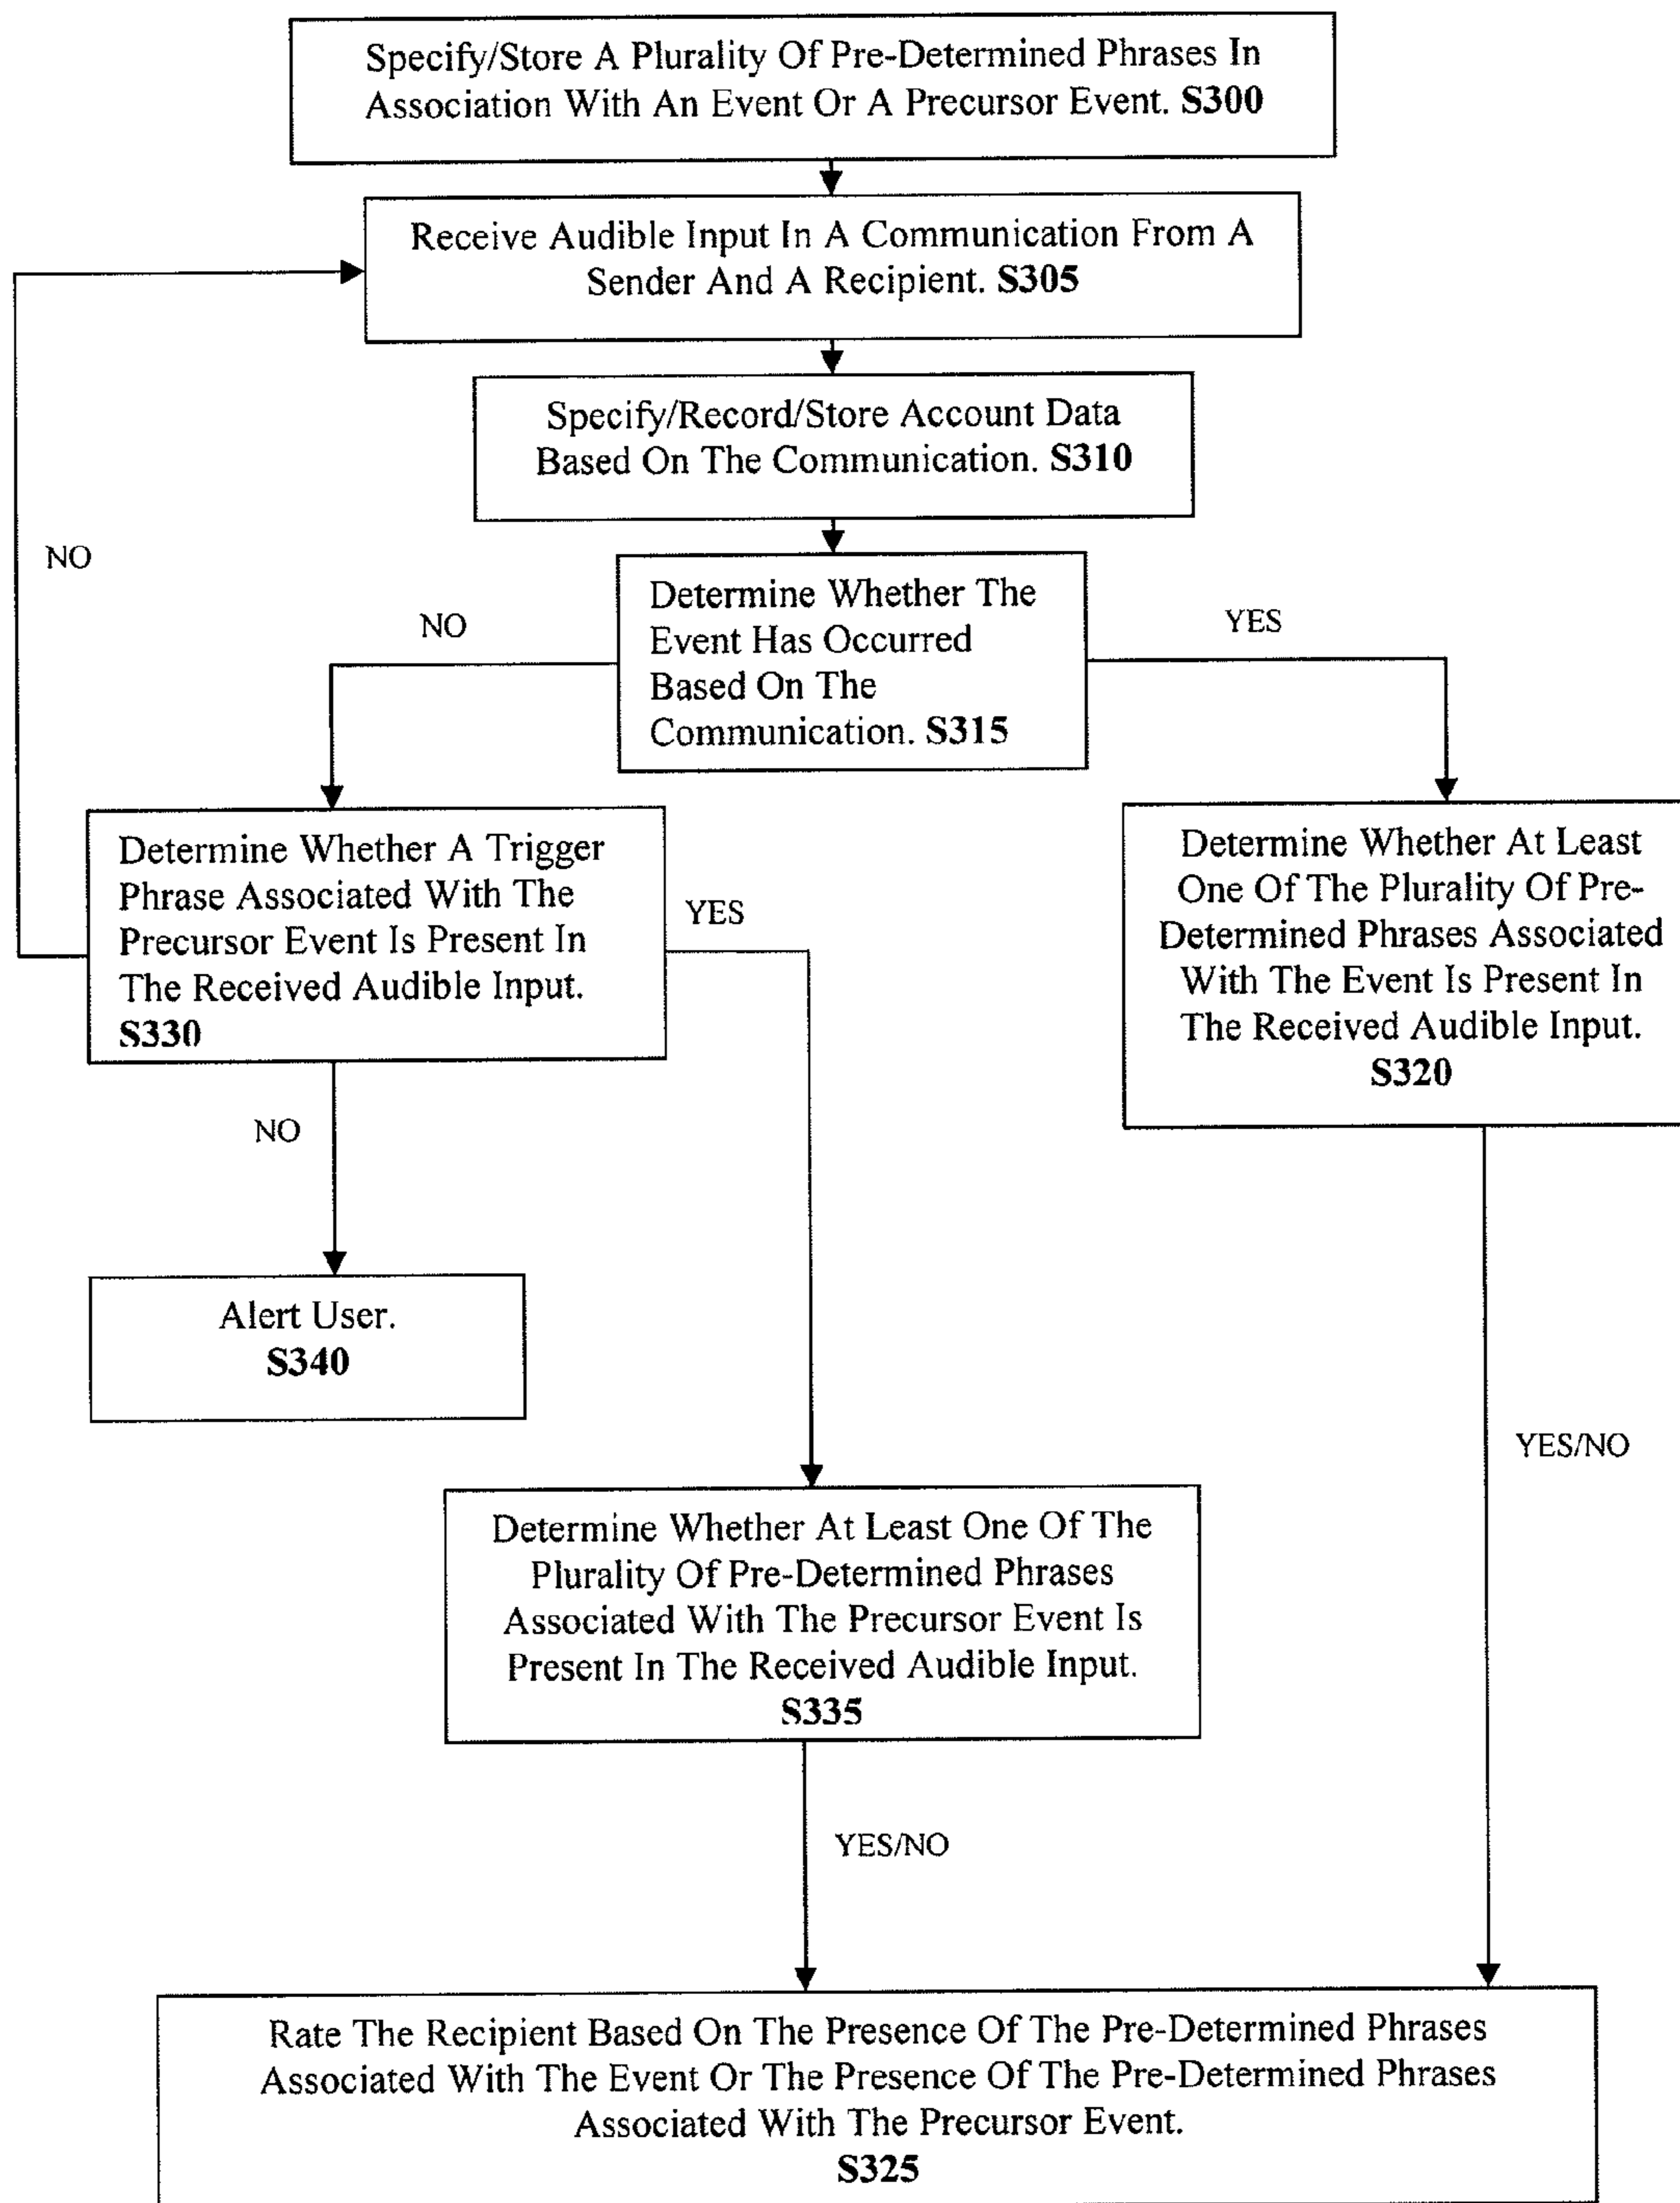 Specify/Store A Plurality Of Pre-Determined Phrases In
Association With An Event Or A Precursor Event. S300
Receive Audible Input In A Communication From A
Sender And A Recipient. S305
Specify/Record/Store Account Data
Based On The Communication. S310
NO
Determine Whether The
Event Has Occurred
Based On The
Communication. S315
NO
YES
Determine Whether A Trigger
Phrase Associated With The
Precursor Event Is Present In
The Received Audible Input.
S330
YES
Determine Whether At Least
One Of The Plurality Of Pre-
Determined Phrases Associated
With The Event Is Present In
The Received Audible Input.
S320
NO
Alert User.
S340
YES/NO
Determine Whether At Least One Of The
Plurality Of Pre-Determined Phrases
Associated With The Precursor Event Is
Present In The Received Audible Input.
S335
YES/NO
Rate The Recipient Based On The Presence Of The Pre-Determined Phrases
Associated With The Event Or The Presence Of The Pre-Determined Phrases
Associated With The Precursor Event.
S325